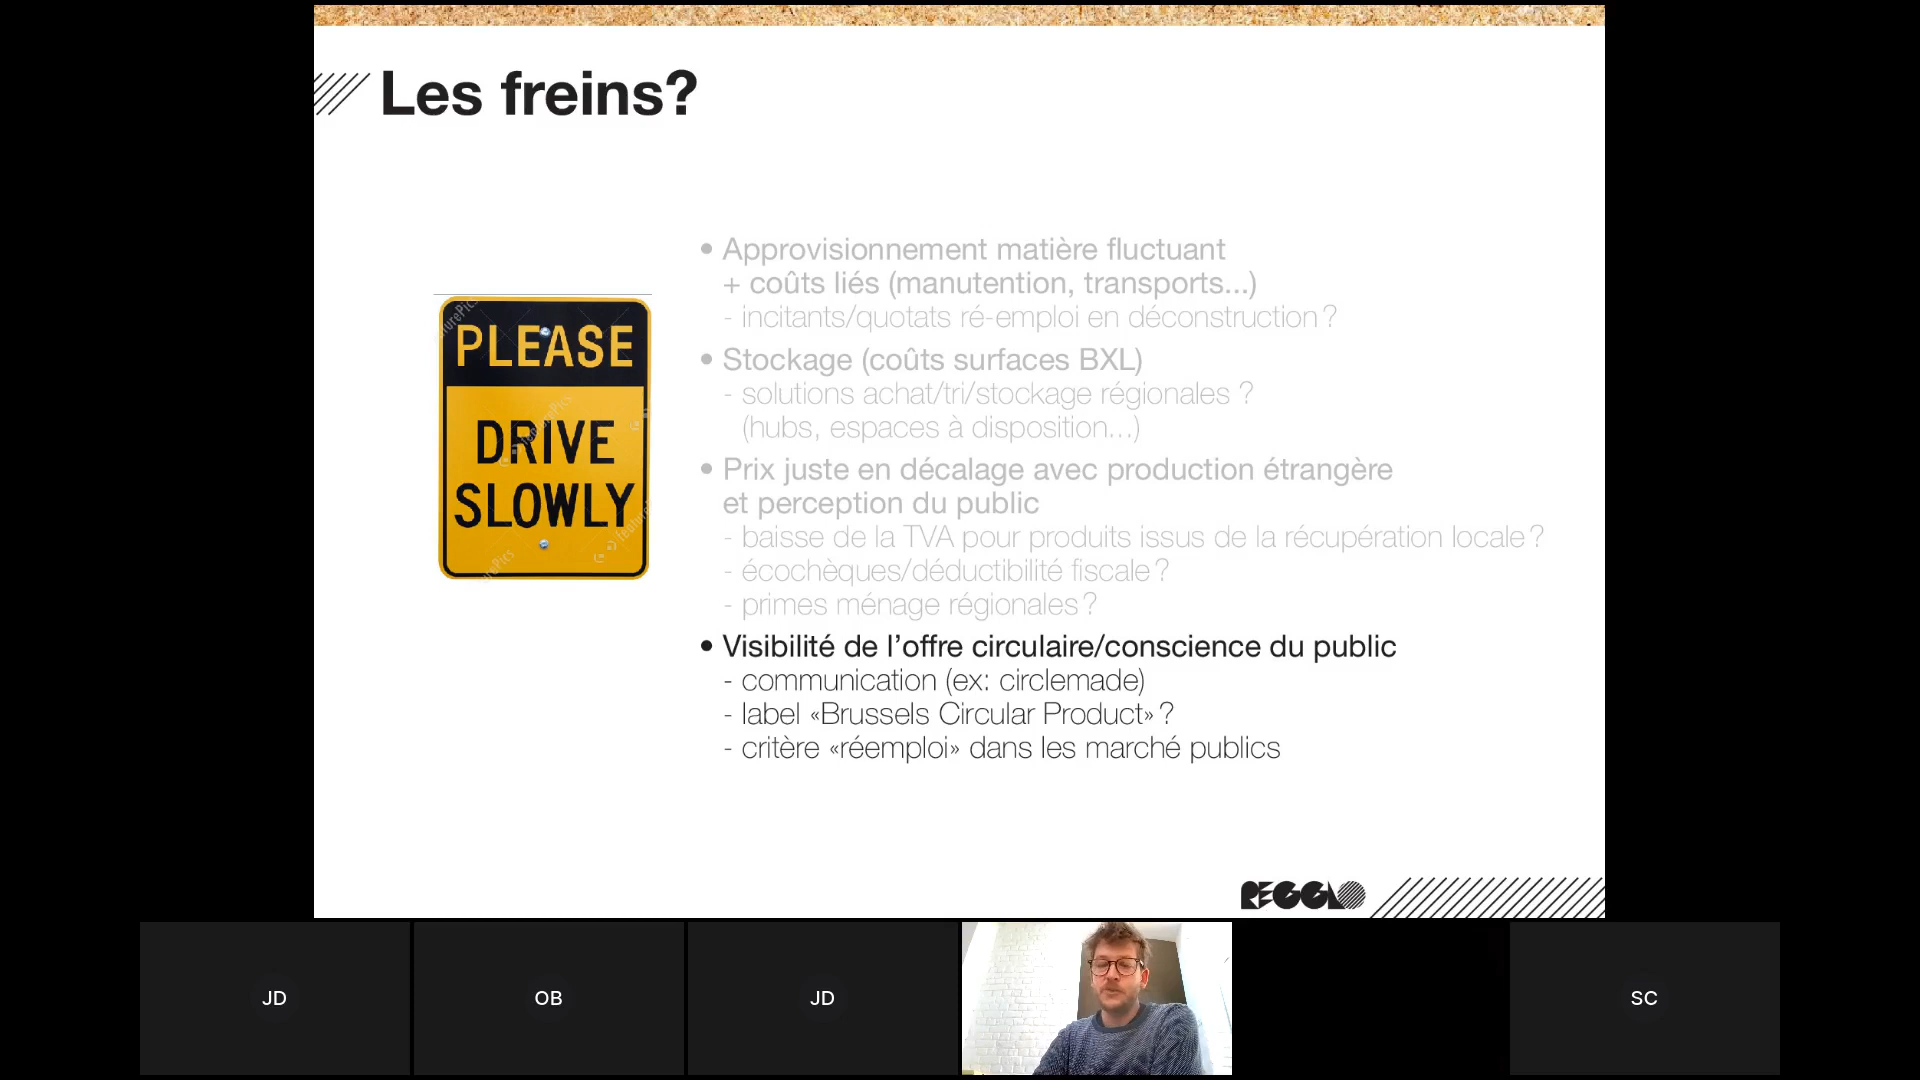 Les freins?
• Approvisionnement matière fluctuant
+ coûts liés (manutention, transports...)
- incitants/quotats ré-emploi en déconstruction ?
• Stockage (coûts surfaces BXL)
- solutions achat/tri/stockage régionales ?
(hubs, espaces à disposition...)
• Prix juste en décalage avec production étrangère
et perception du public
- baisse de la TVA pour produits issus de la récupération locale ?
- écochèques/déductibilité fiscale ?
- primes ménage régionales ?
• Visibilité de l’offre circulaire/conscience du public
- communication (ex: circlemade)
- label «Brussels Circular Product» ?
- critère «réemploi» dans les marché publics
PLEASE
DRIVE
SLOWLY
REGGLO
JD
OB
JD
SC